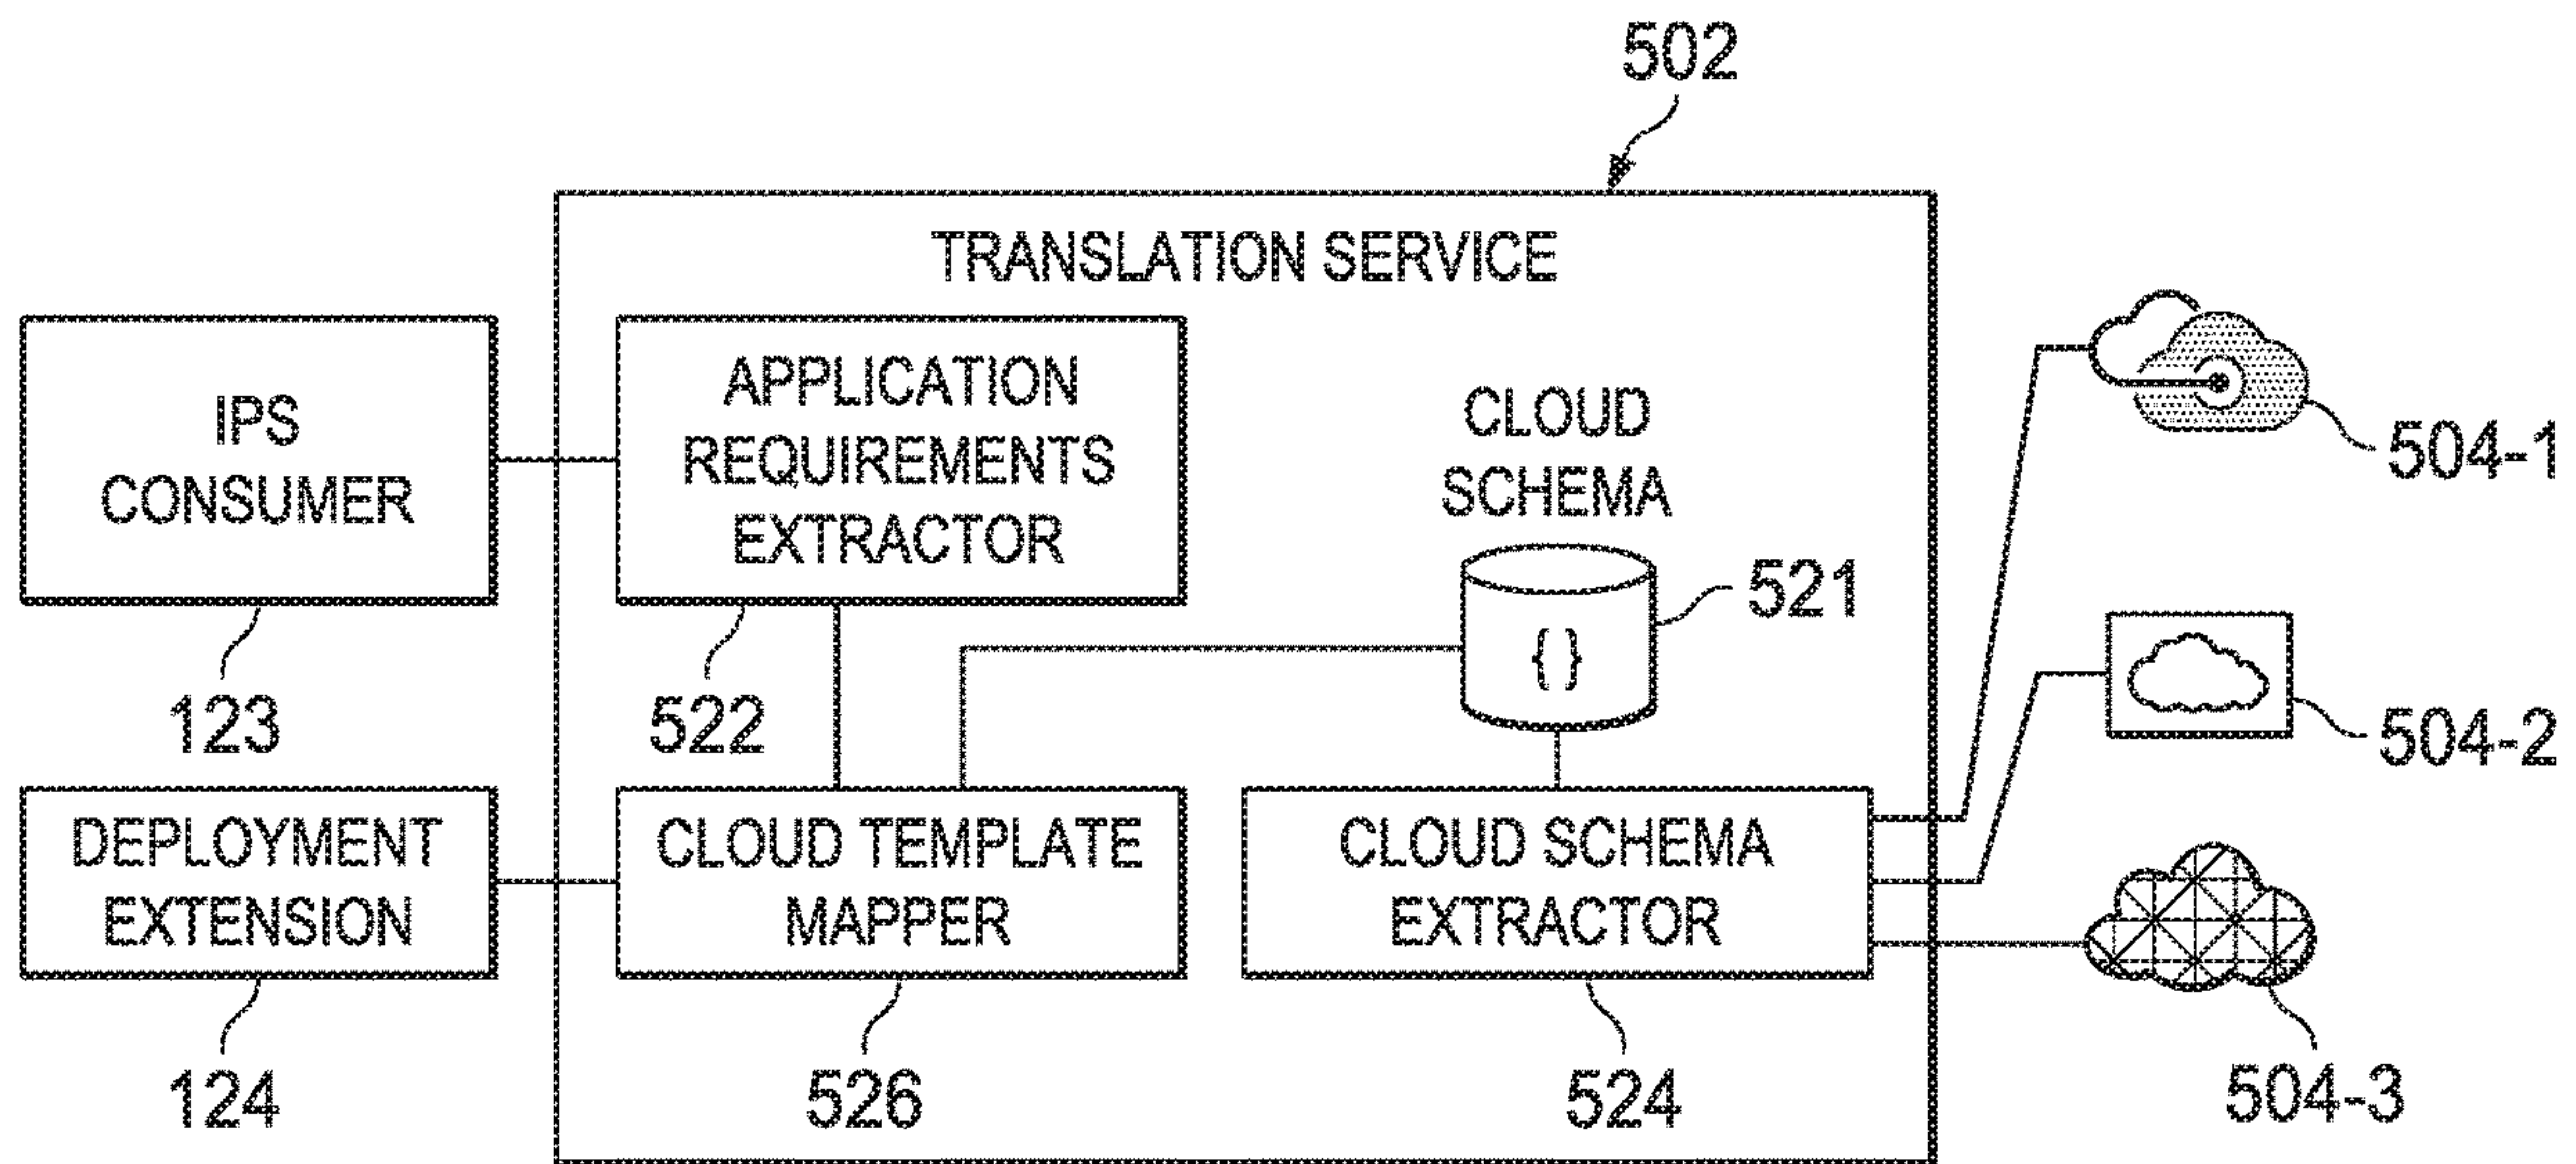 502
TRANSLATION SERVICE
IPS
CONSUMER
123
APPLICATION
REQUIREMENTS
EXTRACTOR
522
CLOUD
SCHEMA
{ }
521
504-1
504-2
DEPLOYMENT
EXTENSION
124
CLOUD TEMPLATE
MAPPER
526
CLOUD SCHEMA
EXTRACTOR
524
504-3